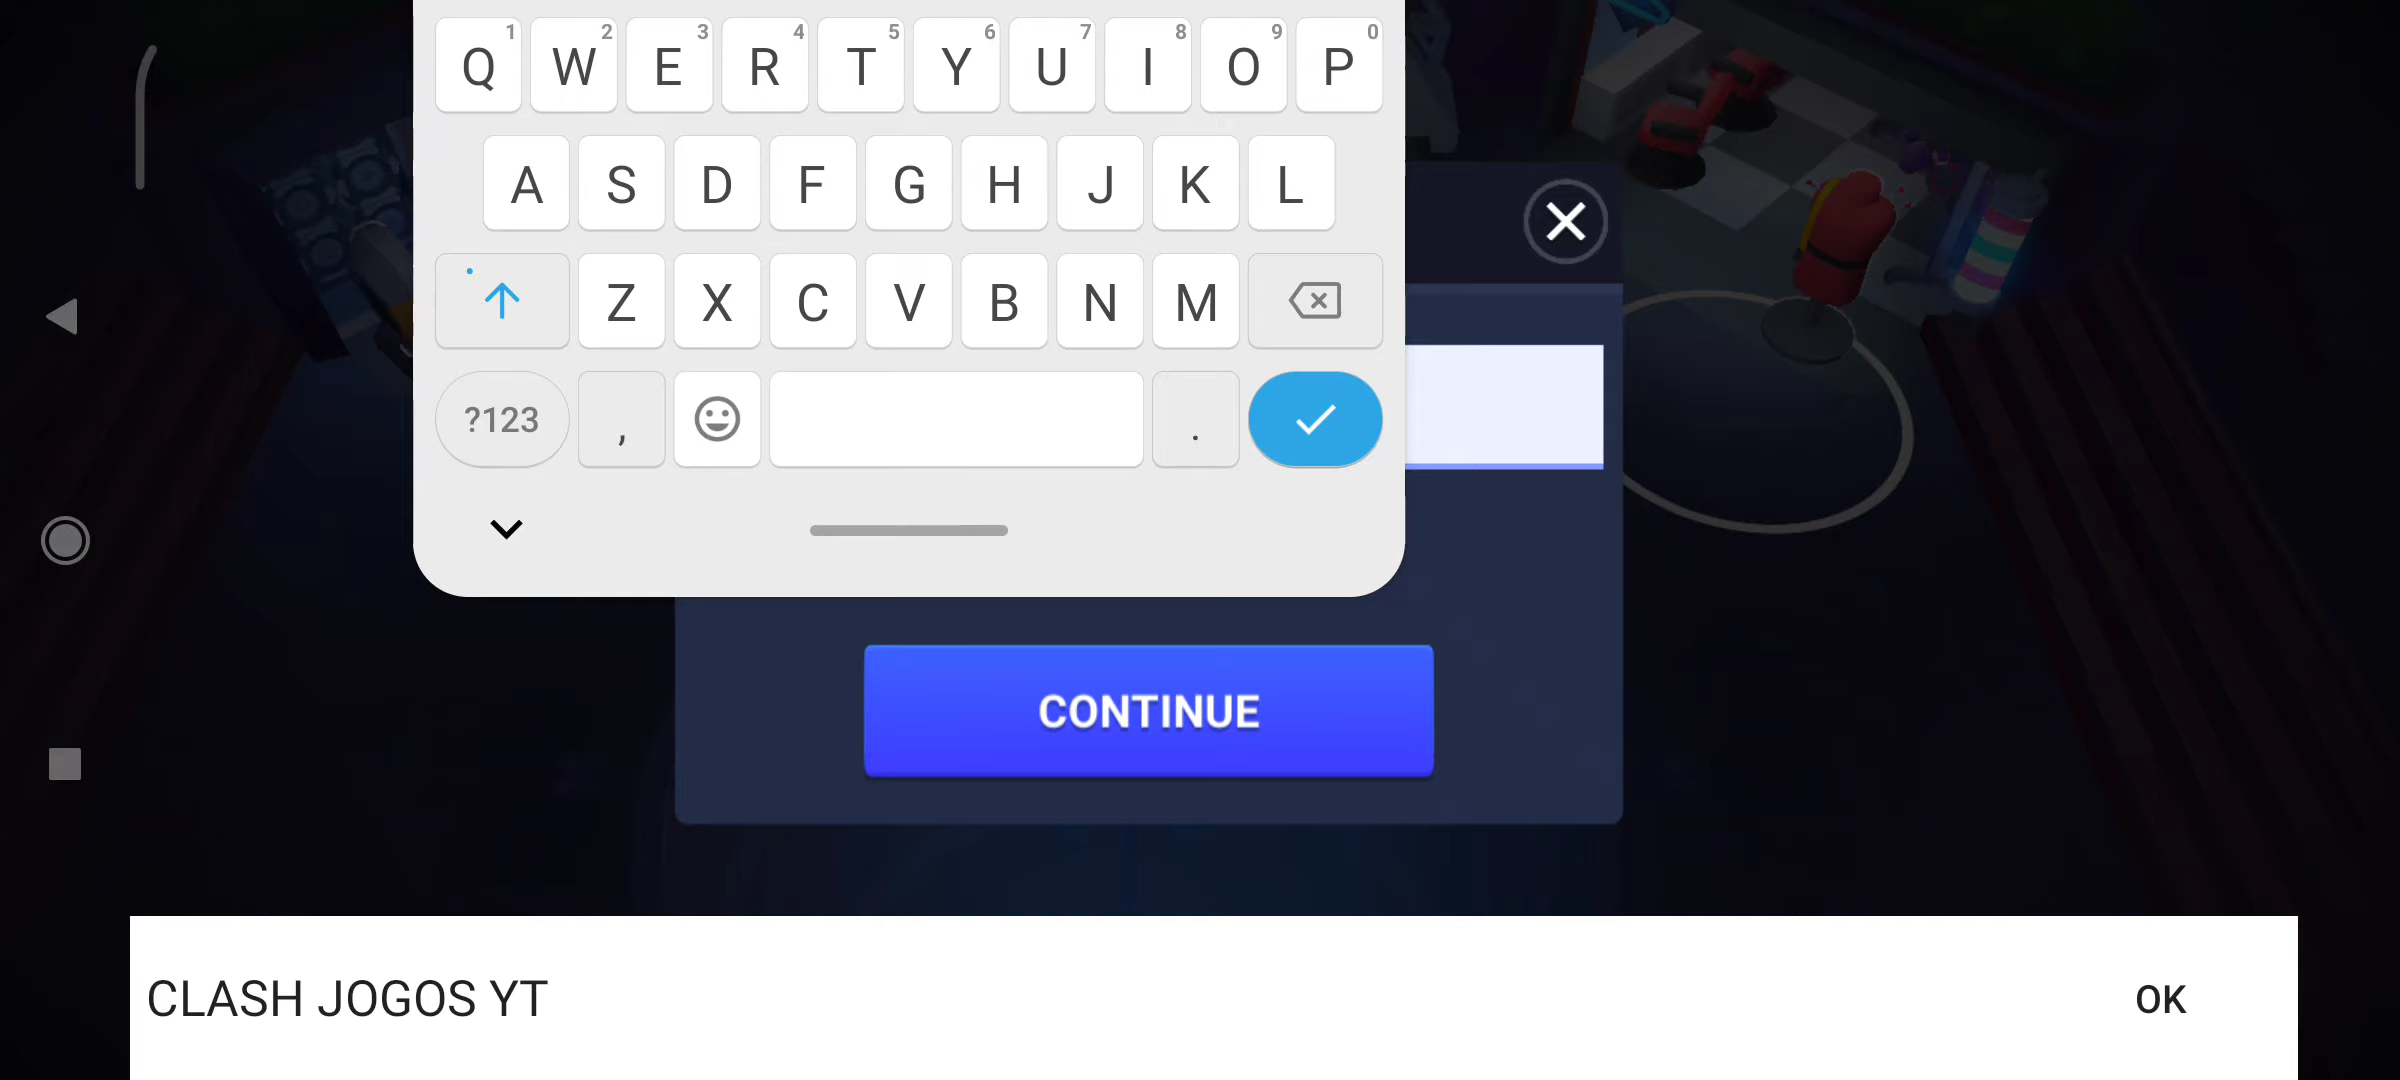 1 2 3 4 5 6 7 8 9 0
Q W E R T Y U I O P
A S D F G H J K L
Z X C V B N M
?123 , .
CONTINUE
CLASH JOGOS YT OK